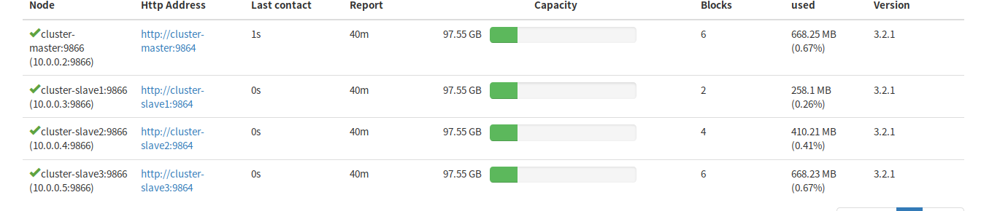 Node Http Address Last contact Report Capacity Blocks used Version
cluster- http://cluster- 1s 40m 97.55 GB 6 668.25 MB 3.2.1
master:9866 master:9864 (0.67%)
(10.0.0.2:9866)
cluster-slave1:9866 http://cluster- 0s 40m 97.55 GB 2 258.1 MB 3.2.1
(10.0.0.3:9866) slave1:9864 (0.26%)
cluster-slave2:9866 http://cluster- 0s 40m 97.55 GB 4 410.21 MB 3.2.1
(10.0.0.4:9866) slave2:9864 (0.41%)
cluster-slave3:9866 http://cluster- 0s 40m 97.55 GB 6 668.23 MB 3.2.1
(10.0.0.5:9866) slave3:9864 (0.67%)